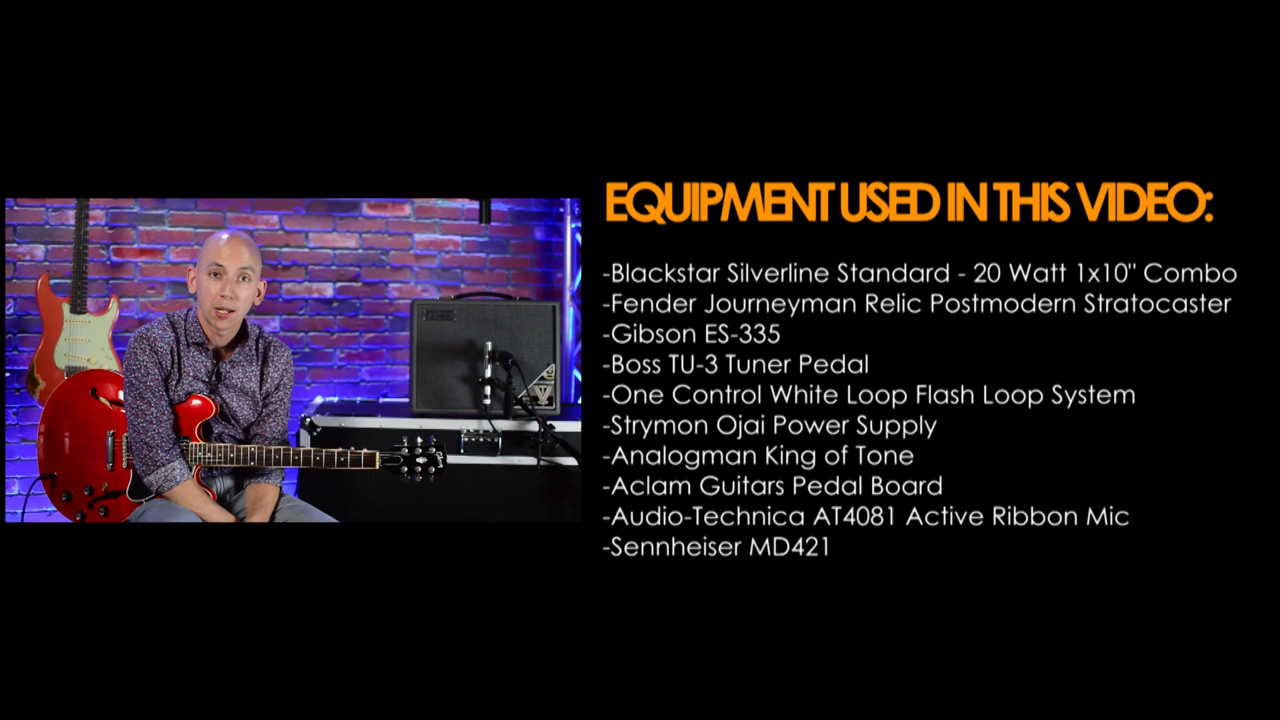 EQUIPMENT USED IN THIS VIDEO:
-Blackstar Silverline Standard - 20 Watt 1x10" Combo
-Fender Journeyman Relic Postmodern Stratocaster
-Gibson ES-335
-Boss TU-3 Tuner Pedal
-One Control White Loop Flash Loop System
-Strymon Ojai Power Supply
-Analogman King of Tone
-Aclam Guitars Pedal Board
-Audio-Technica AT4081 Active Ribbon Mic
-Sennheiser MD421